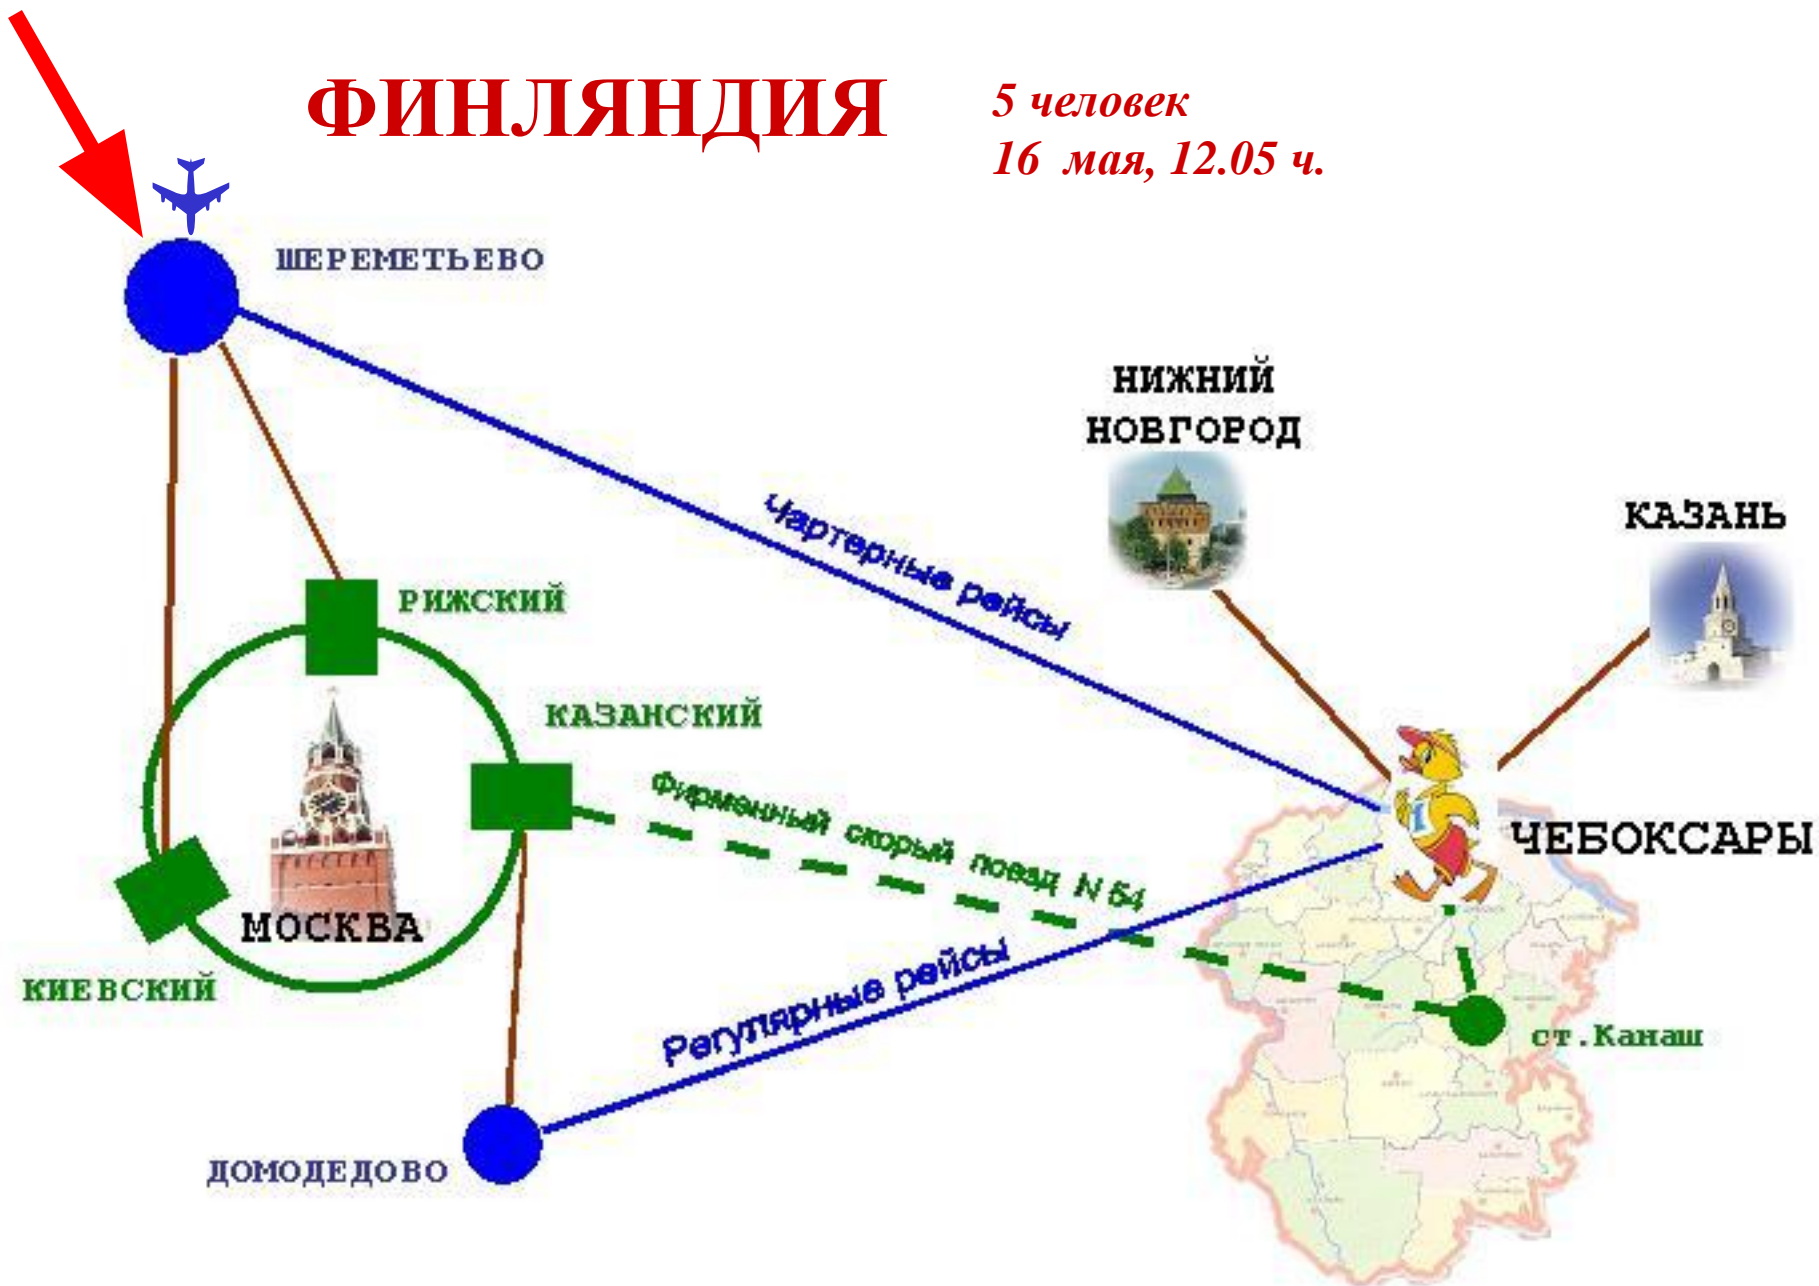 ФИНЛЯНДИЯ
5 человек
16 мая, 12.05 ч.
ШЕРЕМЕТЬЕВО
НИЖНИЙ
НОВГОРОД
КАЗАНЬ
Чартерные рейсы
РИЖСКИЙ
КАЗАНСКИЙ
Фирменный скорый поезд N 54
ЧЕБОКСАРЫ
МОСКВА
КИЕВСКИЙ
Регулярные рейсы
ст.Канаш
ДОМОДЕДОВО